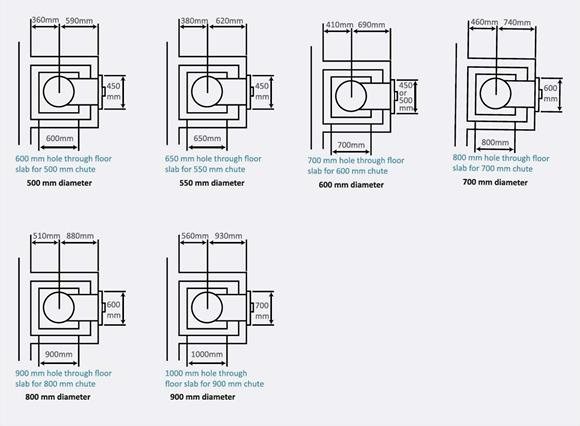 360mm 590mm
450
mm
600mm
600 mm hole through floor
slab for 500 mm chute
500 mm diameter
380mm 620mm
450
mm
650mm
650 mm hole through floor
slab for 550 mm chute
550 mm diameter
410mm 690mm
450
or
500
mm
700mm
700 mm hole through floor
slab for 600 mm chute
600 mm diameter
460mm 740mm
600
mm
800mm
800 mm hole through floor
slab for 700 mm chute
700 mm diameter
510mm 880mm
600
mm
900mm
900 mm hole through floor
slab for 800 mm chute
800 mm diameter
560mm 930mm
700
mm
1000mm
1000 mm hole through
floor slab for 900 mm chute
900 mm diameter